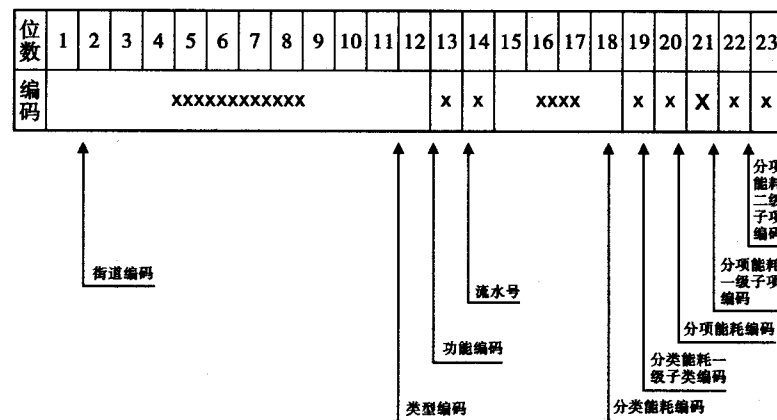 位数 1 2 3 4 5 6 7 8 9 10 11 12 13 14 15 16 17 18 19 20 21 22 23
编码 xxxxxxxxxxxx x x xxxx x x X x x
分项
能耗
二级
子项
编码
街道编码
流水号
分项能耗
一级子项
编码
功能编码
分项能耗编码
分类能耗一
级子类编码
类型编码
分类能耗编码